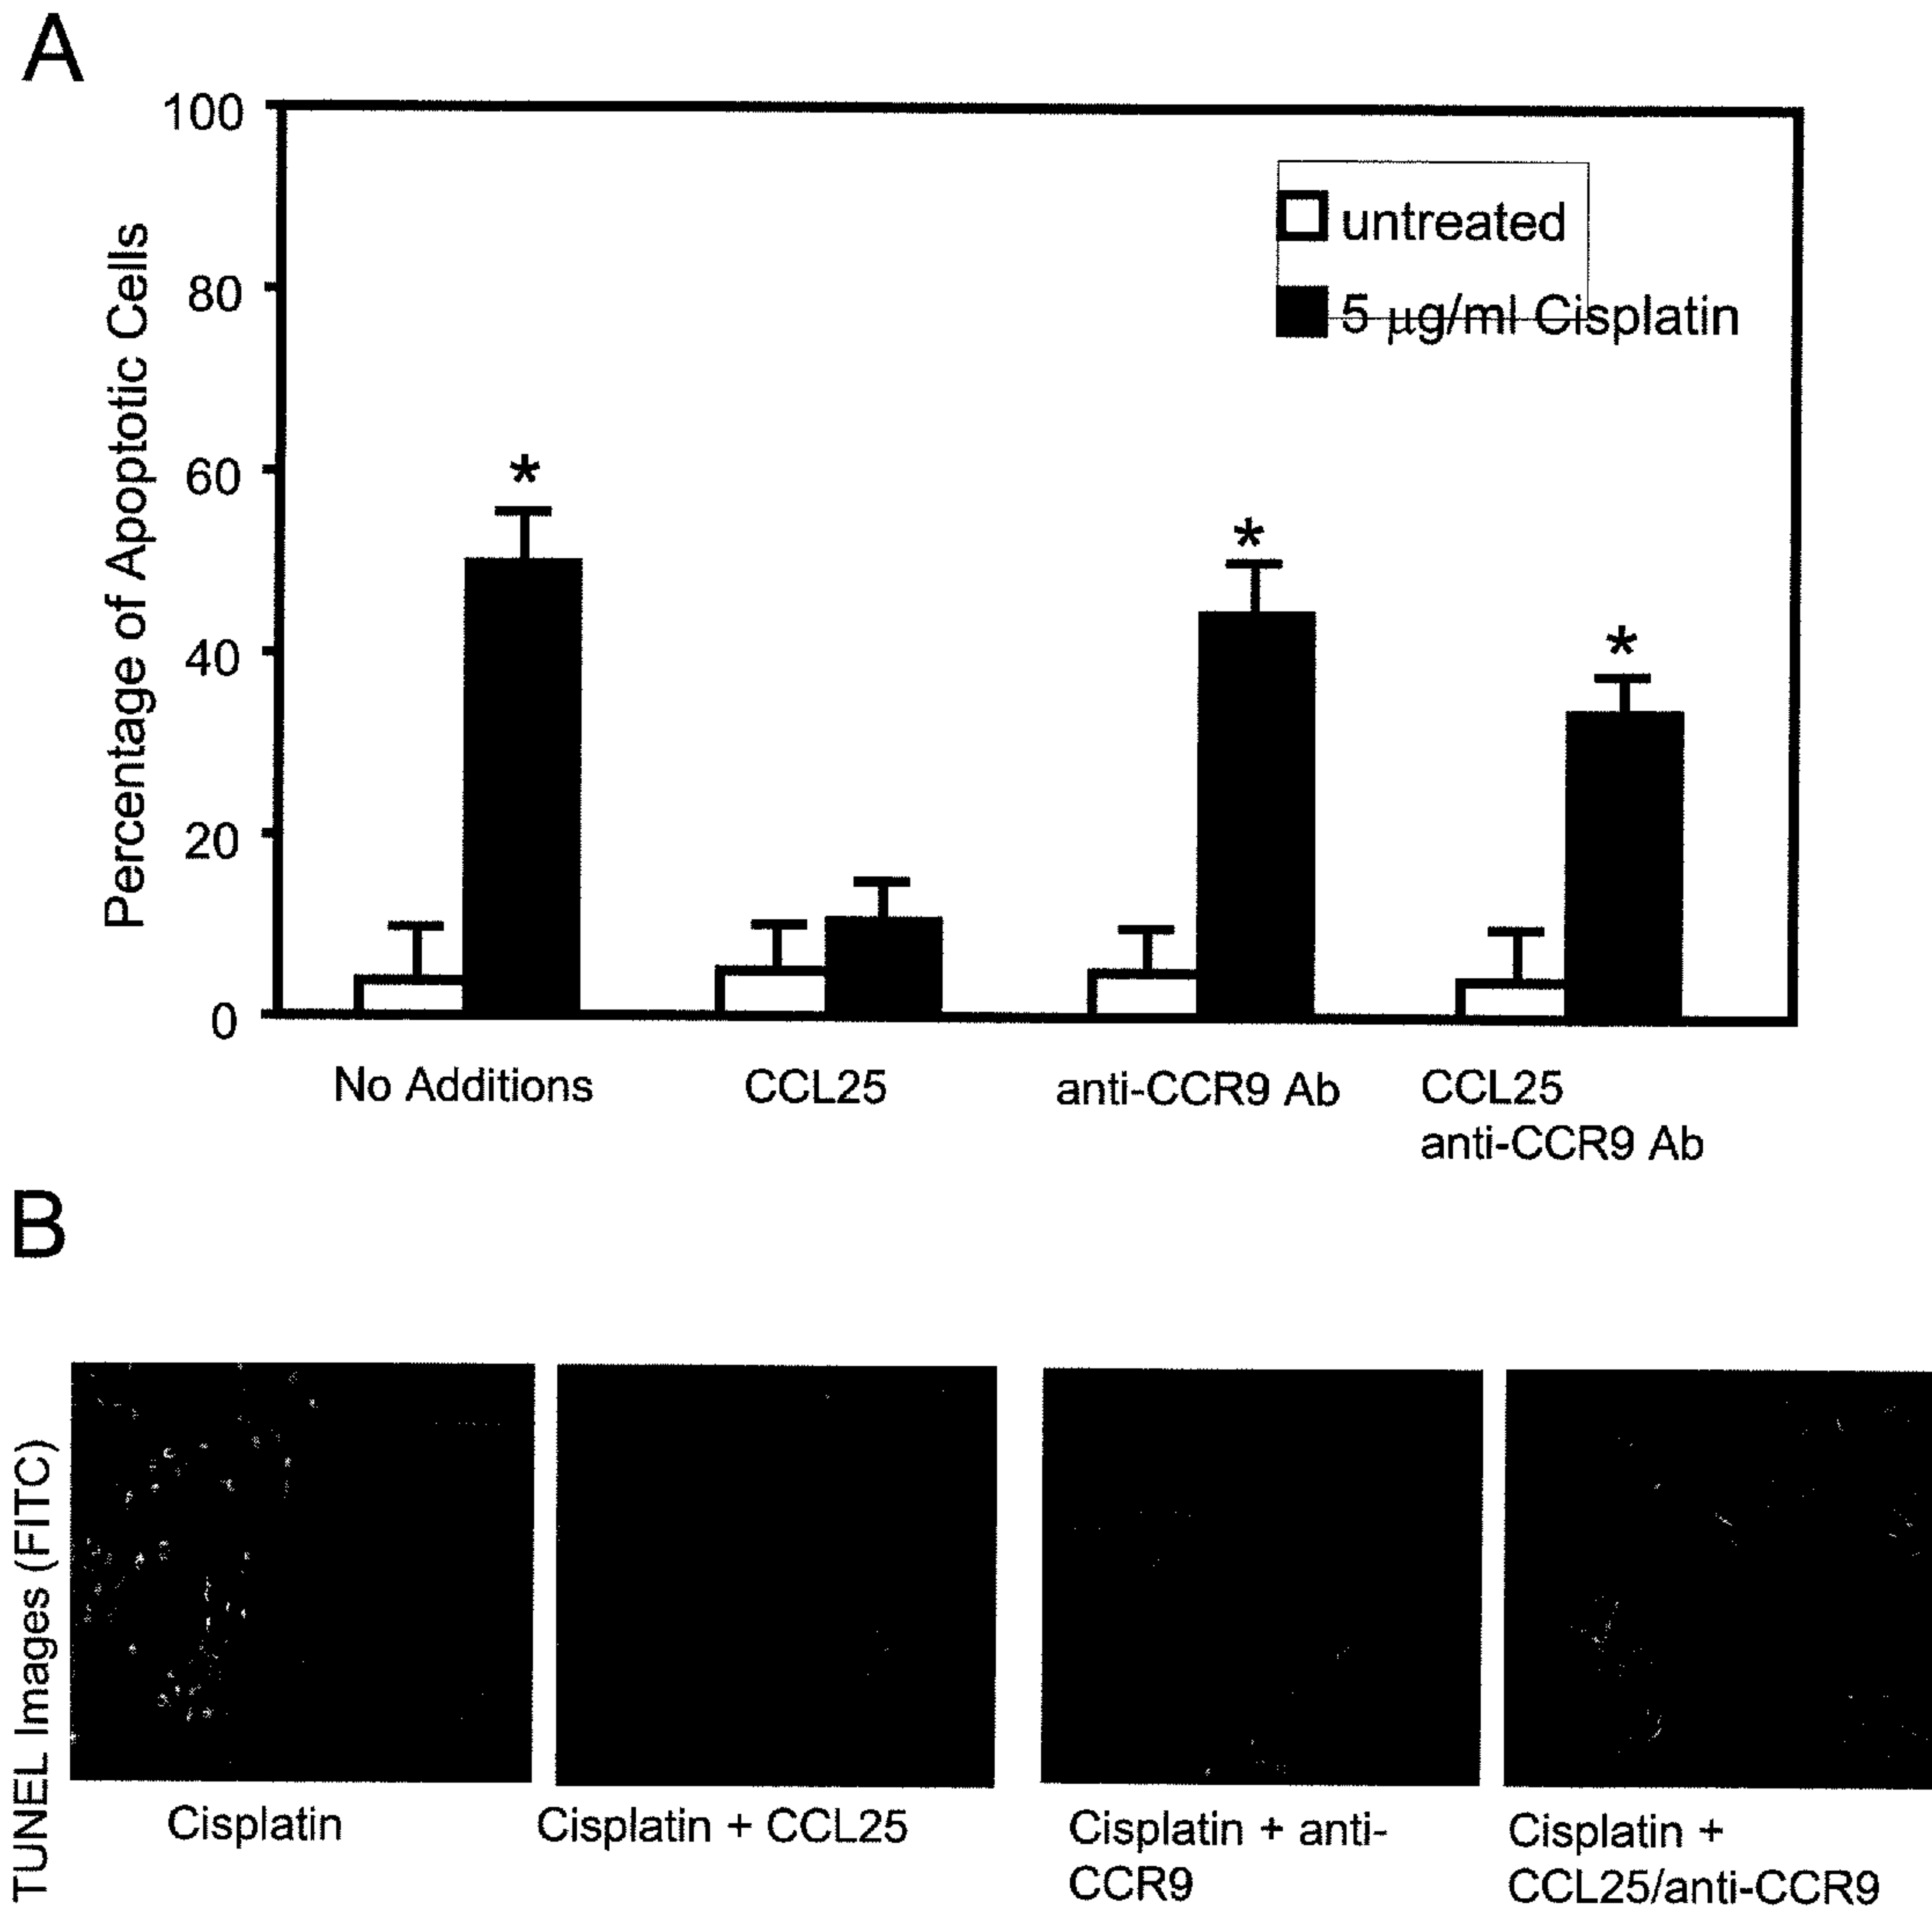 A
100
80
60
40
20
0
Percentage of Apoptotic Cells
untreated
5 µg/ml Cisplatin
*
*
*
No Additions
CCL25
anti-CCR9 Ab
CCL25
anti-CCR9 Ab
B
TUNEL Images (FITC)
Cisplatin
Cisplatin + CCL25
Cisplatin + anti-
CCR9
Cisplatin +
CCL25/anti-CCR9